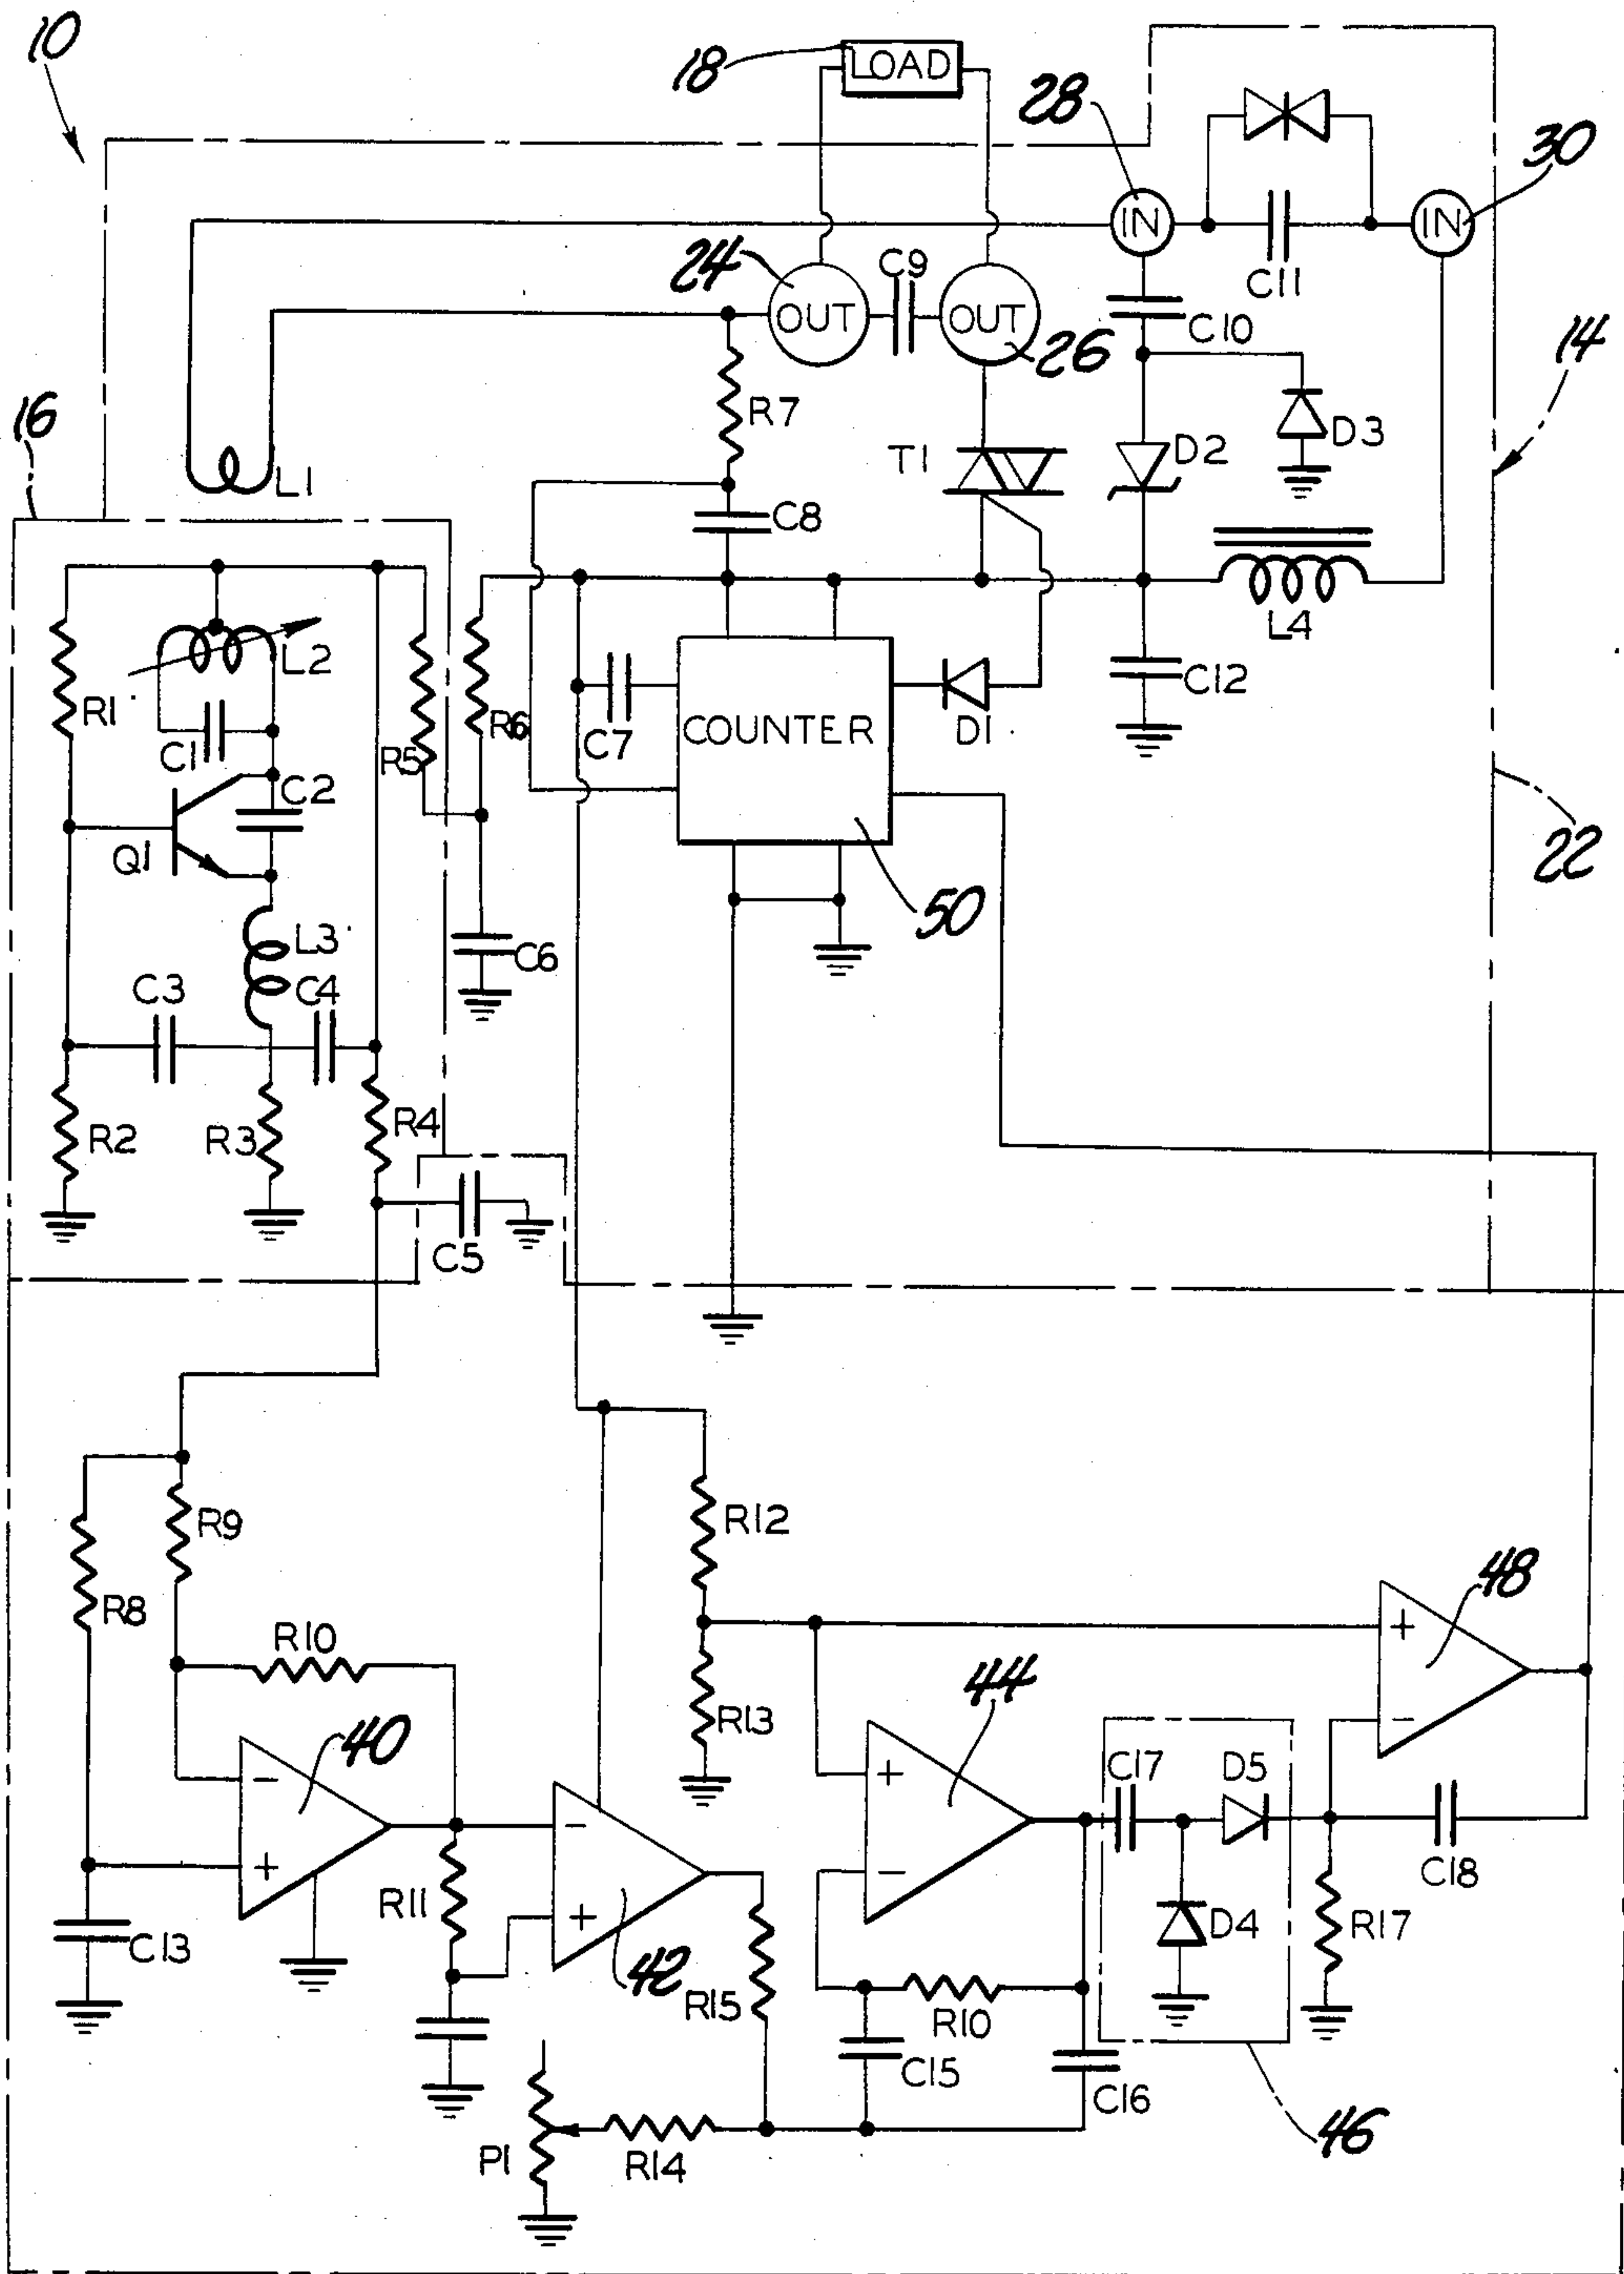 10
18
LOAD
28
30
IN
IN
24
C9
C11
OUT
OUT
C10
26
14
16
R7
D3
T1
D2
L1
C8
L2
L4
R1
C12
C1
R5
R6
C7
COUNTER
D1
C2
22
Q1
50
L3
C6
C3
C4
R2
R3
R4
C5
R9
R12
R8
48
R10
+
44
R13
40
−
−
+
C17
D5
−
+
−
R11
C18
C13
+
D4
R17
42
R15
R10
C15
C16
46
P1
R14